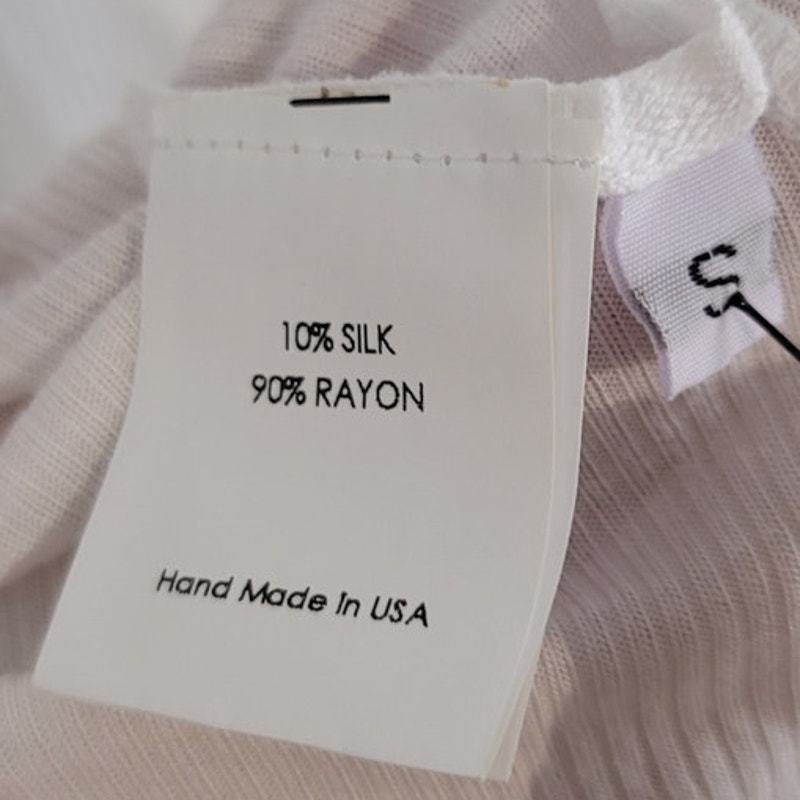 10% SILK
90% RAYON
Hand Made in USA
S